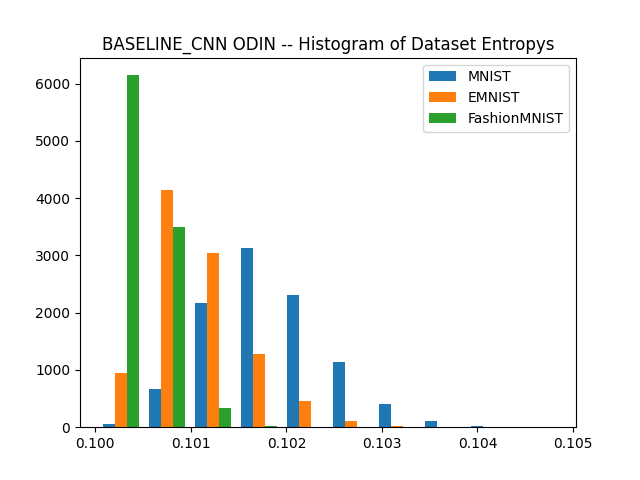 BASELINE_CNN ODIN -- Histogram of Dataset Entropys
MNIST
EMNIST
FashionMNIST
6000
5000
4000
3000
2000
1000
0
0.100 0.101 0.102 0.103 0.104 0.105